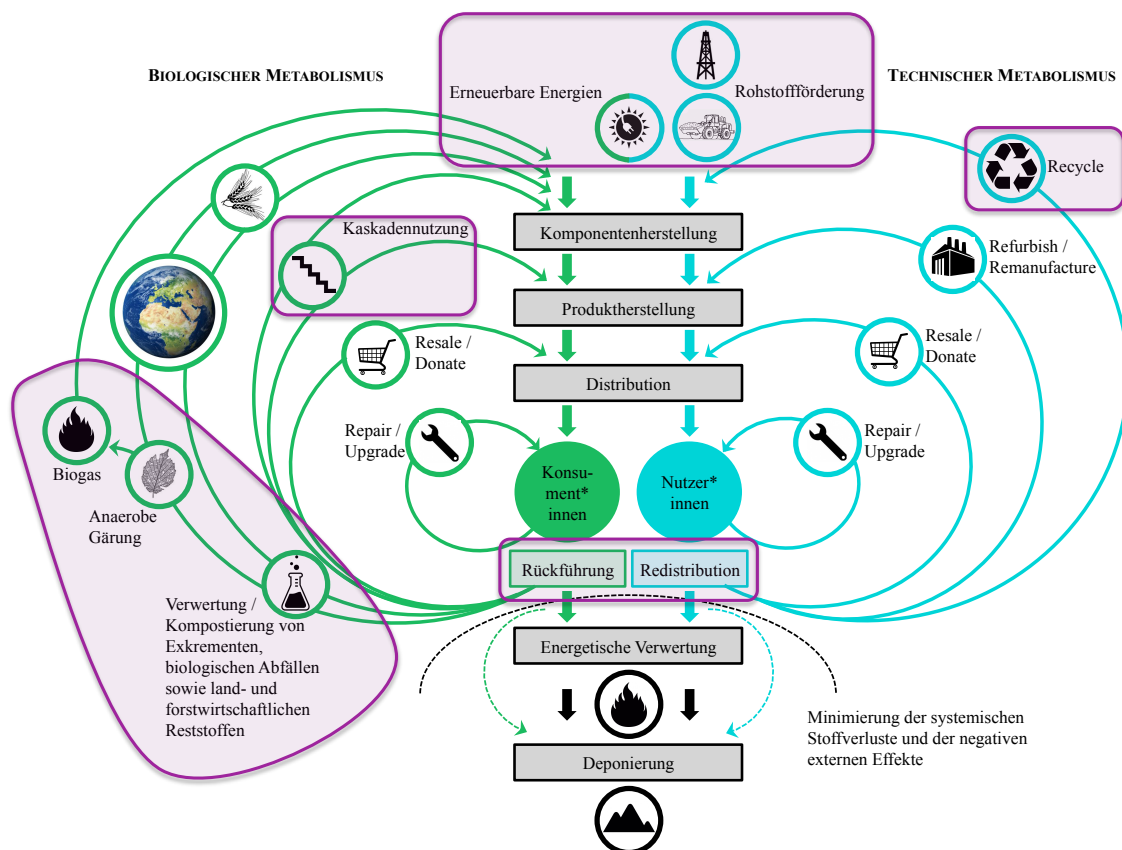 BIOLOGISCHER METABOLISMUS
TECHNISCHER METABOLISMUS
Erneuerbare Energien
Rohstoffförderung
Recycle
Kaskadennutzung
Komponentenherstellung
Refurbish /
Remanufacture
Produktherstellung
Resale /
Donate
Resale /
Donate
Distribution
Repair /
Upgrade
Repair /
Upgrade
Konsu-
ment*
innen
Nutzer*
innen
Biogas
Anaerobe
Gärung
Rückführung
Redistribution
Verwertung /
Kompostierung von
Exkrementen,
biologischen Abfällen
sowie land- und
forstwirtschaftlichen
Reststoffen
Energetische Verwertung
Minimierung der systemischen
Stoffverluste und der negativen
externen Effekte
Deponierung